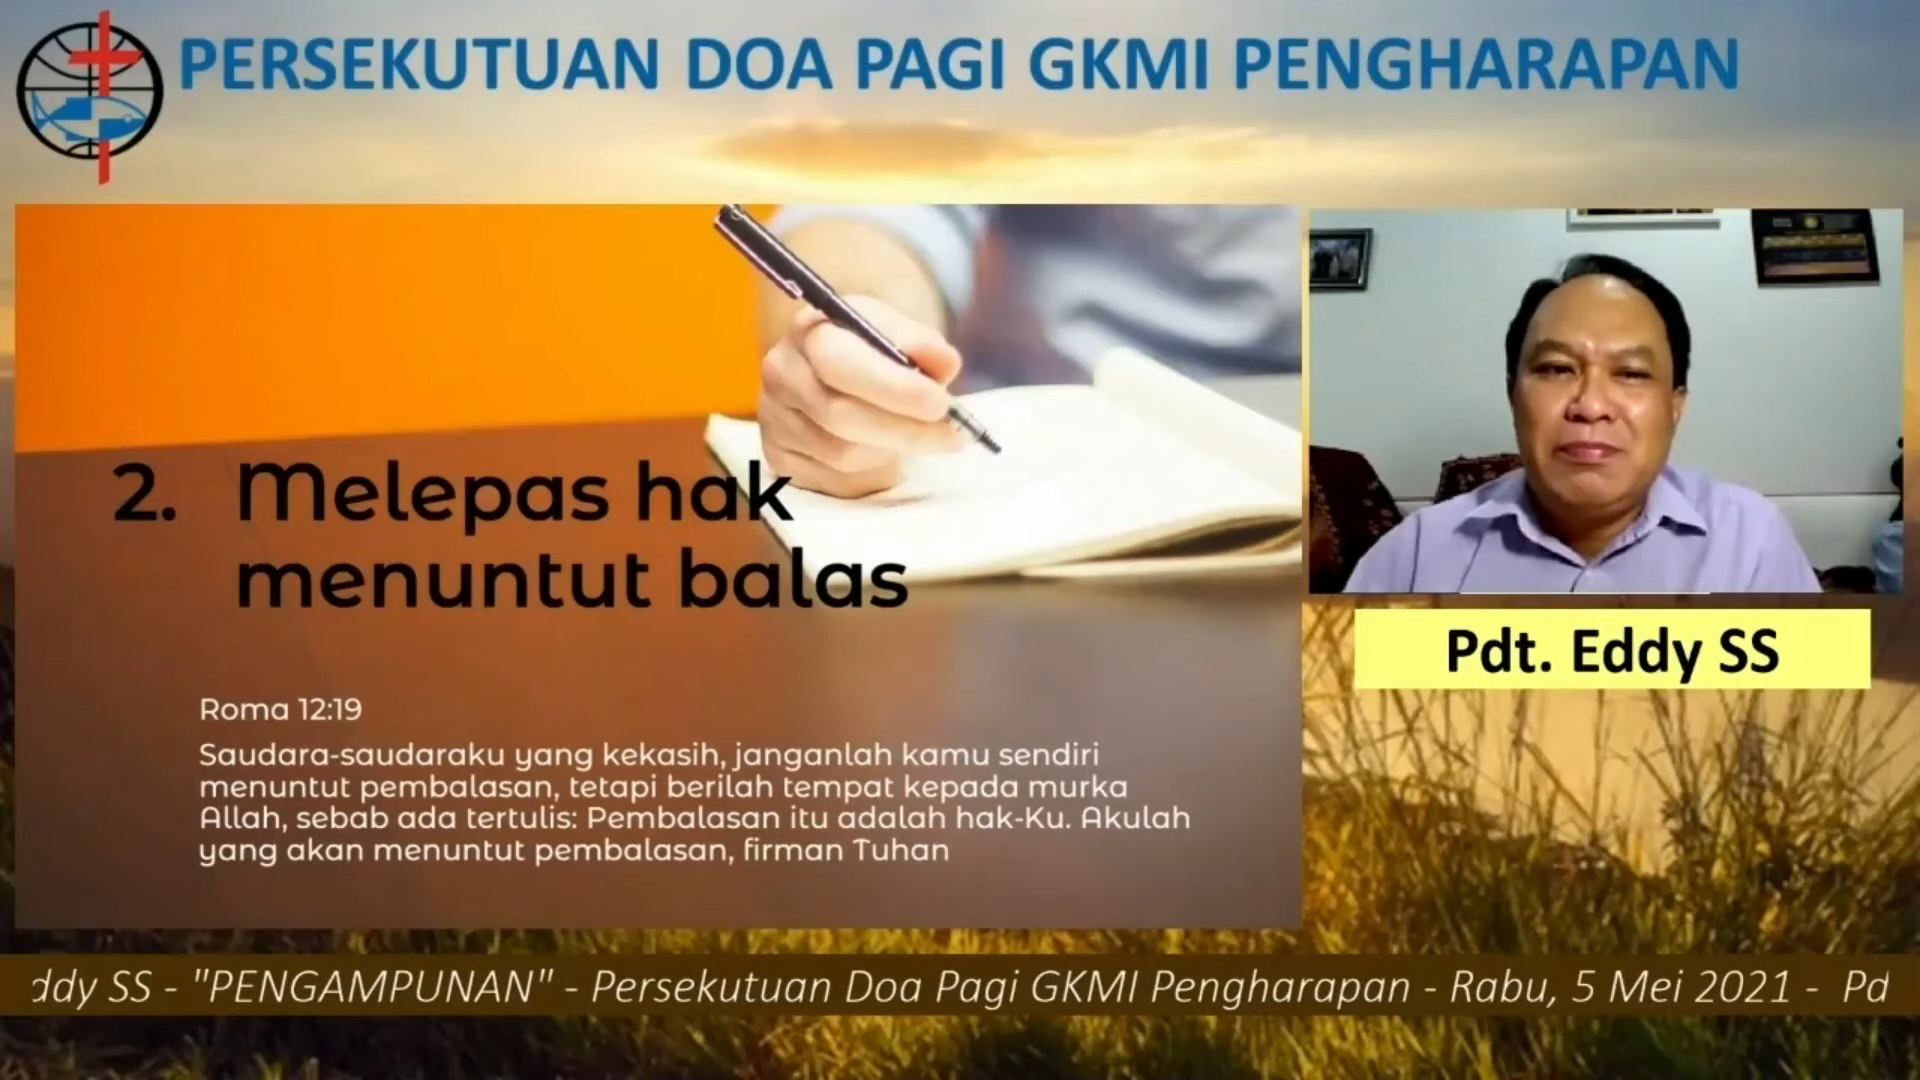 PERSEKUTUAN DOA PAGI GKMI PENGHARAPAN
2. Melepas hak
menuntut balas
Roma 12:19
Saudara-saudaraku yang kekasih, janganlah kamu sendiri
menuntut pembalasan, tetapi berilah tempat kepada murka
Allah, sebab ada tertulis: Pembalasan itu adalah hak-Ku. Akulah
yang akan menuntut pembalasan, firman Tuhan
Pdt. Eddy SS
ddy SS - "PENGAMPUNAN" - Persekutuan Doa Pagi GKMI Pengharapan - Rabu, 5 Mei 2021 - Pd